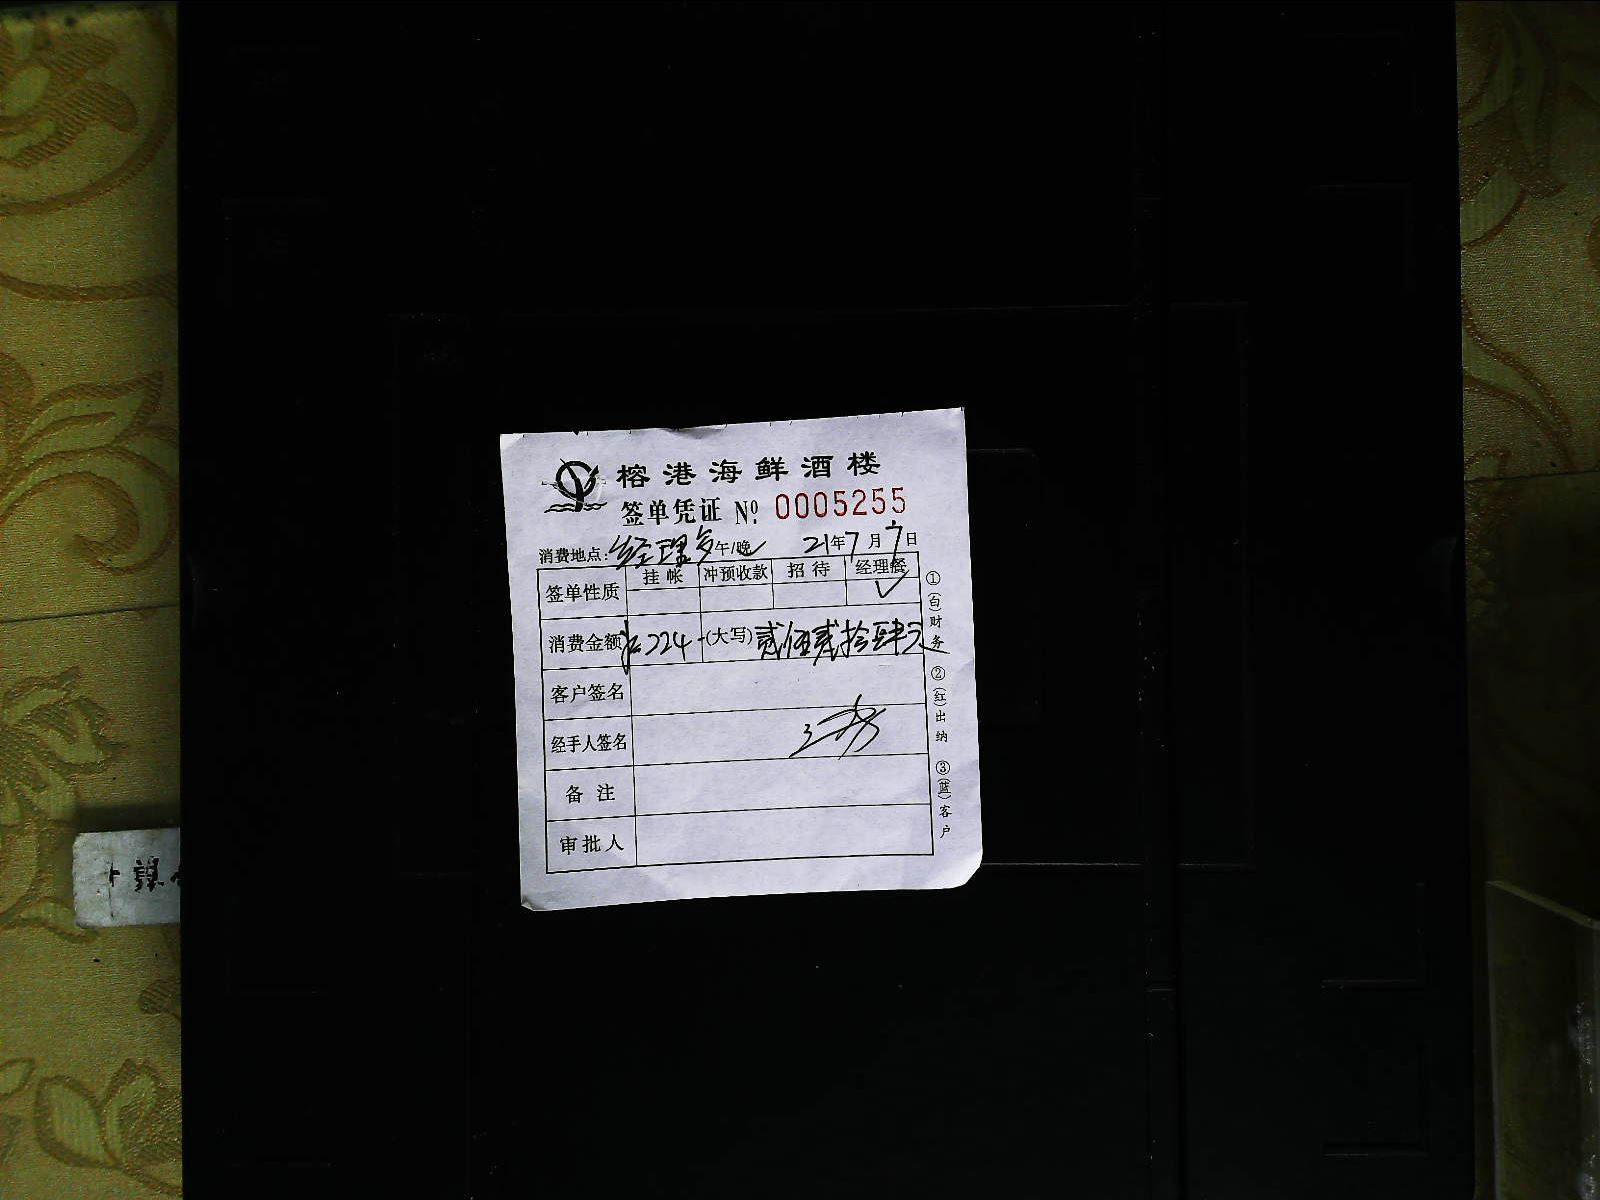 榕港海鲜酒楼
签单凭证 Nº 0005255
消费地点: 经理 午/晚 21年7月7日
签单性质 挂帐 冲预收款 招待 经理餐 ✓
消费金额 224 (大写) 贰佰贰拾肆元
客户签名
经手人签名
备注
审批人
①(白)财务 ②(红)出纳 ③(蓝)客户